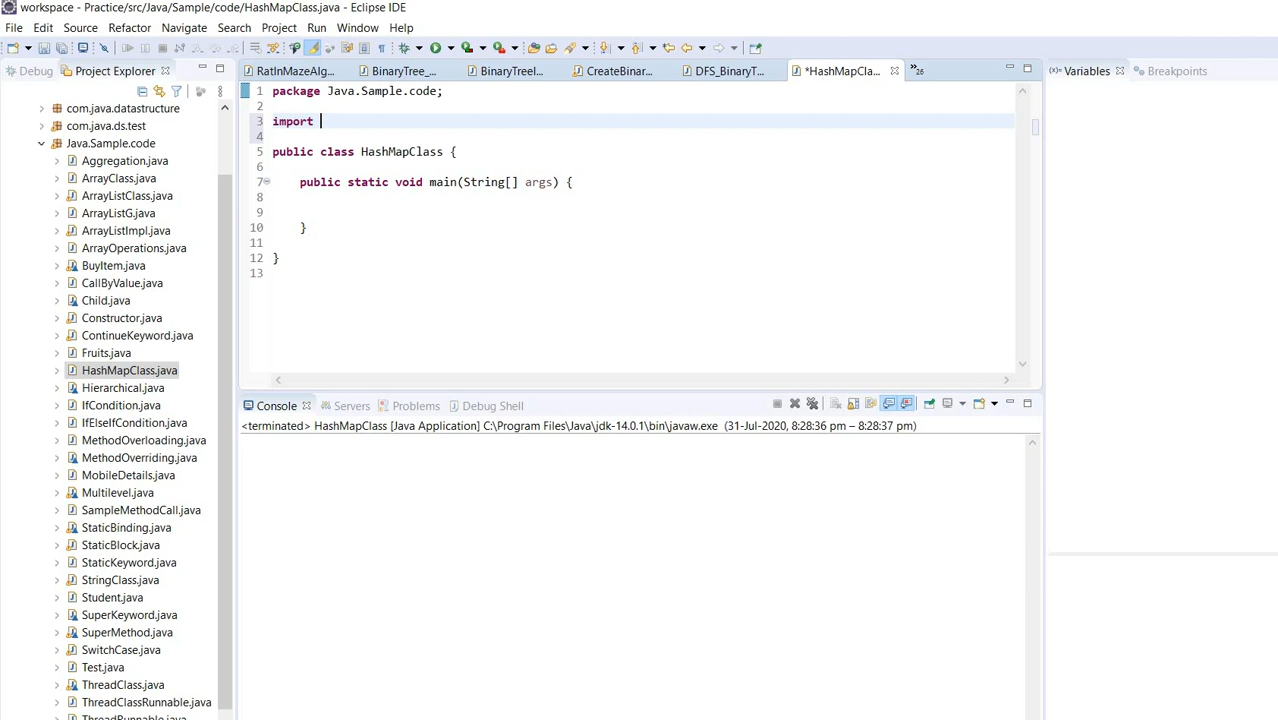 workspace - Practice/src/Java/Sample/code/HashMapClass.java - Eclipse IDE
File Edit Source Refactor Navigate Search Project Run Window Help
Debug Project Explorer
com.java.datastructure
com.java.ds.test
Java.Sample.code
Aggregation.java
ArrayClass.java
ArrayListClass.java
ArrayListG.java
ArrayListImpl.java
ArrayOperations.java
BuyItem.java
CallByValue.java
Child.java
Constructor.java
ContinueKeyword.java
Fruits.java
HashMapClass.java
Hierarchical.java
IfCondition.java
IfElseIfCondition.java
MethodOverloading.java
MethodOverriding.java
MobileDetails.java
Multilevel.java
SampleMethodCall.java
StaticBinding.java
StaticBlock.java
StaticKeyword.java
StringClass.java
Student.java
SuperKeyword.java
SuperMethod.java
SwitchCase.java
Test.java
ThreadClass.java
ThreadClassRunnable.java
ThreadRunnable.java
RatInMazeAlg... BinaryTree_... BinaryTreeI... CreateBinar... DFS_BinaryT... *HashMapCla... »26
1 package Java.Sample.code;
2
3 import
4
5 public class HashMapClass {
6
7 public static void main(String[] args) {
8
9
10 }
11
12 }
13
Console Servers Problems Debug Shell
<terminated> HashMapClass [Java Application] C:\Program Files\Java\jdk-14.0.1\bin\javaw.exe (31-Jul-2020, 8:28:36 pm – 8:28:37 pm)
Variables Breakpoints